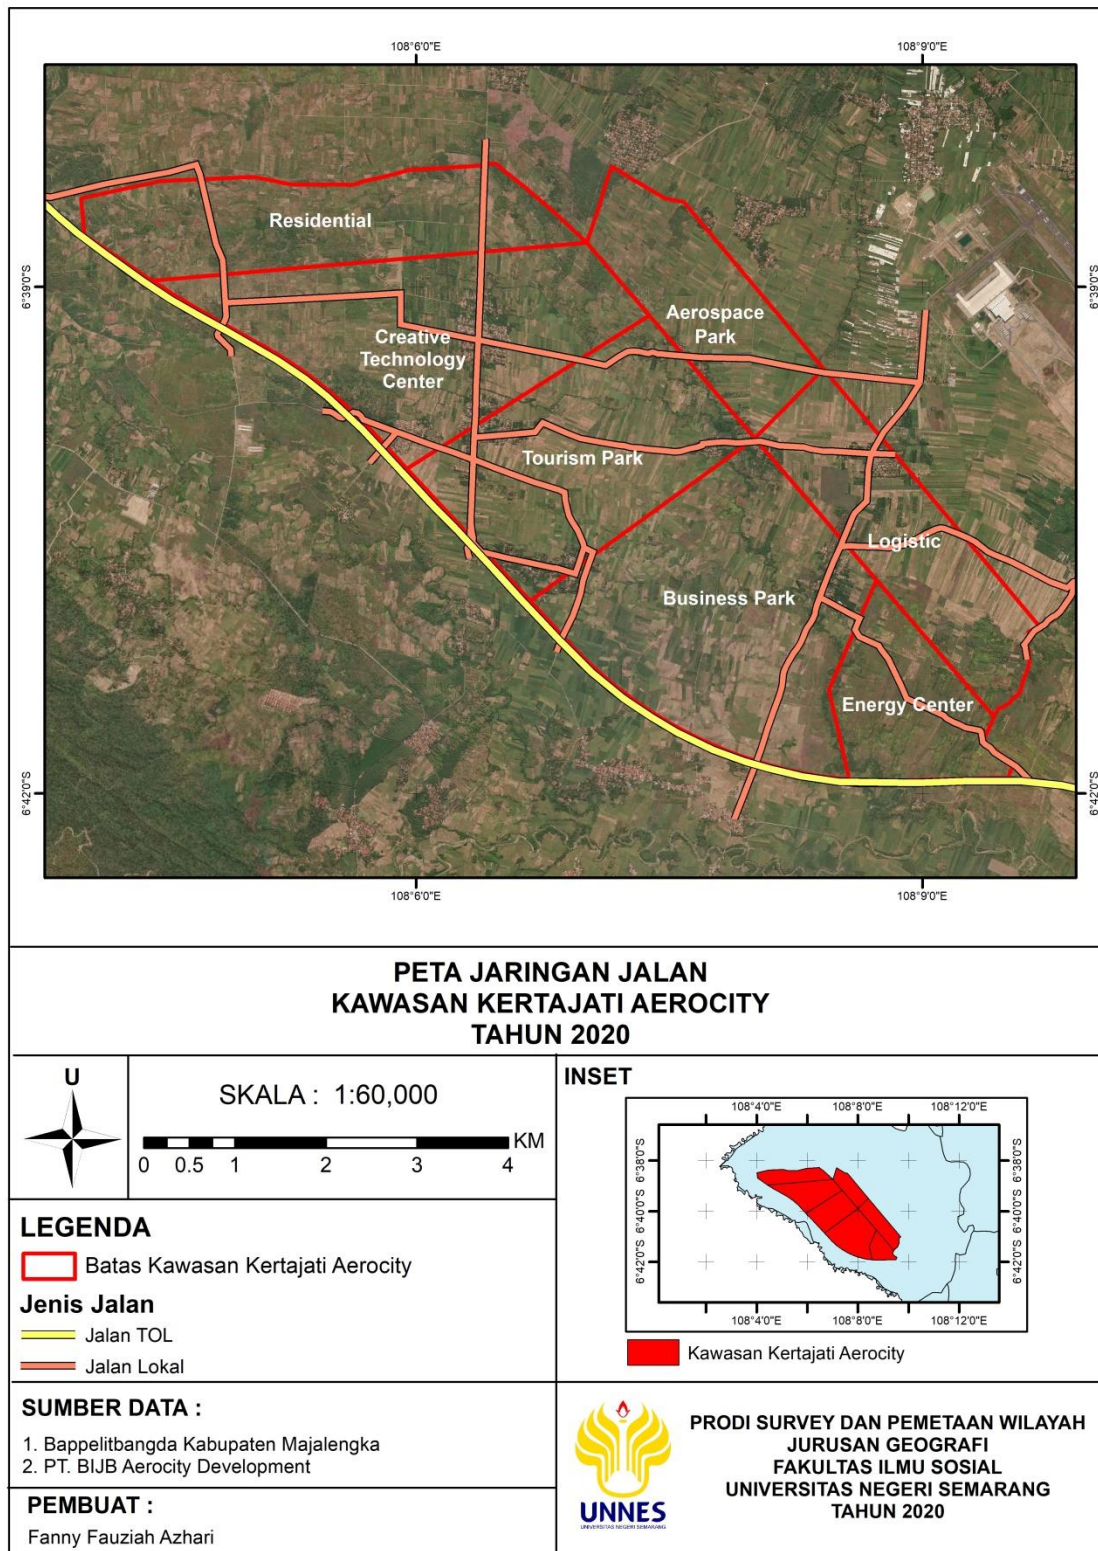 108°6'0"E
108°9'0"E
6°39'0"S
6°39'0"S
Residential
Aerospace
Park
Creative
Technology
Center
Tourism Park
Logistic
Business Park
Energy Center
6°42'0"S
6°42'0"S
108°6'0"E
108°9'0"E
PETA JARINGAN JALAN
KAWASAN KERTAJATI AEROCITY
TAHUN 2020
U
SKALA : 1:60,000
KM
0 0.5 1 2 3 4
LEGENDA
Batas Kawasan Kertajati Aerocity
Jenis Jalan
Jalan TOL
Jalan Lokal
INSET
108°4'0"E
108°8'0"E
108°12'0"E
6°38'0"S
6°38'0"S
6°40'0"S
6°40'0"S
6°42'0"S
6°42'0"S
108°4'0"E
108°8'0"E
108°12'0"E
Kawasan Kertajati Aerocity
SUMBER DATA :
1. Bappelitbangda Kabupaten Majalengka
2. PT. BIJB Aerocity Development
PEMBUAT :
Fanny Fauziah Azhari
UNNES
UNIVERSITAS NEGERI SEMARANG
PRODI SURVEY DAN PEMETAAN WILAYAH
JURUSAN GEOGRAFI
FAKULTAS ILMU SOSIAL
UNIVERSITAS NEGERI SEMARANG
TAHUN 2020